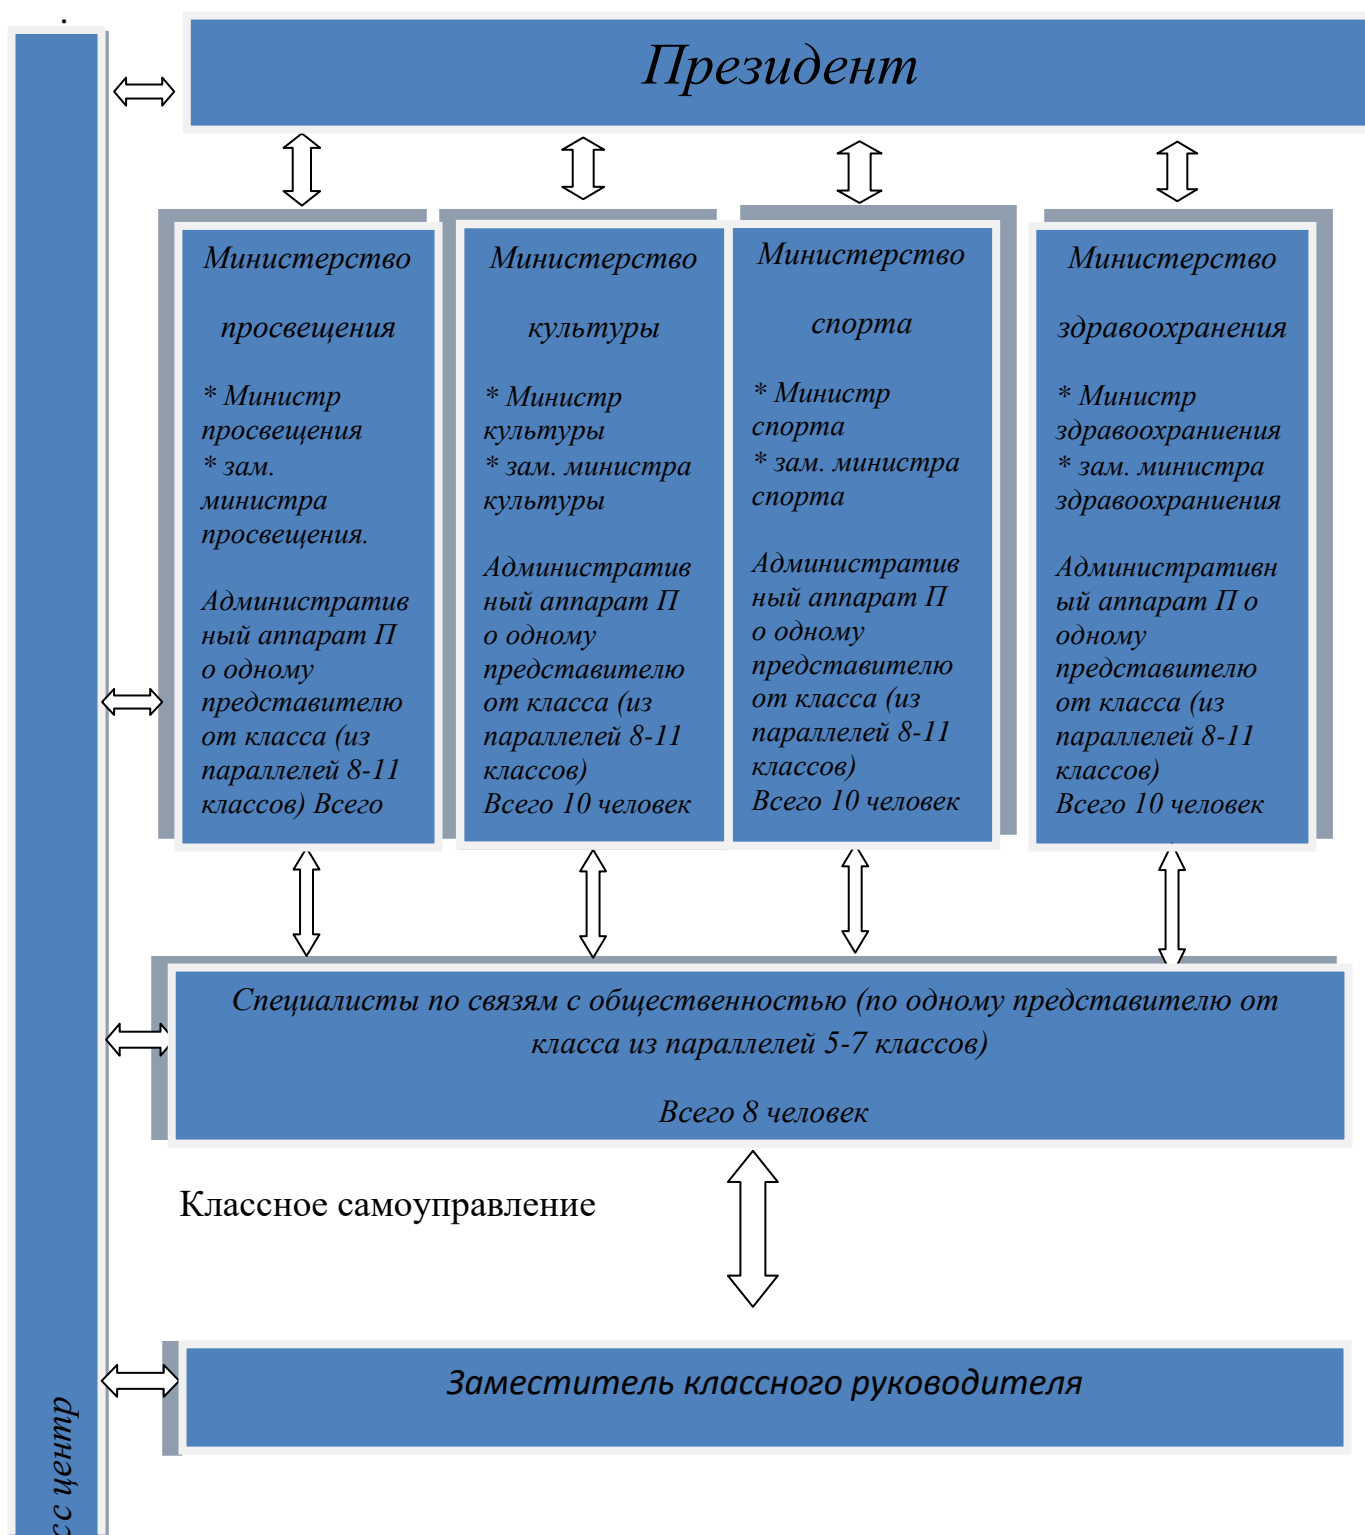 .
Президент
Министерство
просвещения
* Министр
просвещения
* зам.
министра
просвещения.
Административ
ный аппарат П
о одному
представителю
от класса (из
параллелей 8-11
классов) Всего
Министерство
культуры
* Министр
культуры
* зам. министра
культуры
Административ
ный аппарат П
о одному
представителю
от класса (из
параллелей 8-11
классов)
Всего 10 человек
Министерство
спорта
* Министр
спорта
* зам. министра
спорта
Административ
ный аппарат П
о одному
представителю
от класса (из
параллелей 8-11
классов)
Всего 10 человек
Министерство
здравоохранения
* Министр
здравоохраниения
* зам. министра
здравоохраниения
Административн
ый аппарат П о
одному
представителю
от класса (из
параллелей 8-11
классов)
Всего 10 человек
Специалисты по связям с общественностью (по одному представителю от
класса из параллелей 5-7 классов)
Всего 8 человек
Классное самоуправление
Заместитель классного руководителя
центр